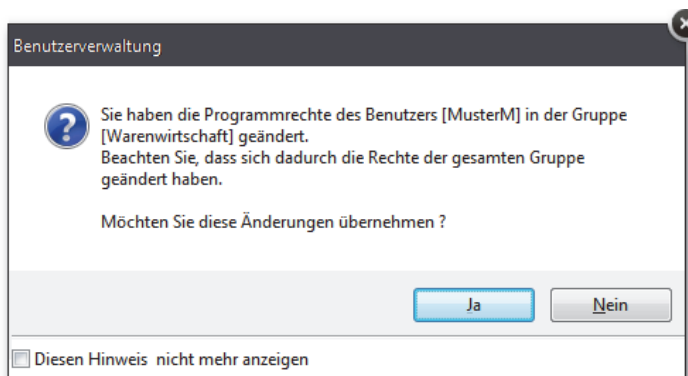 Benutzerverwaltung
Sie haben die Programmrechte des Benutzers [MusterM] in der Gruppe
[Warenwirtschaft] geändert.
Beachten Sie, dass sich dadurch die Rechte der gesamten Gruppe
geändert haben.
Möchten Sie diese Änderungen übernehmen ?
Ja
Nein
Diesen Hinweis nicht mehr anzeigen